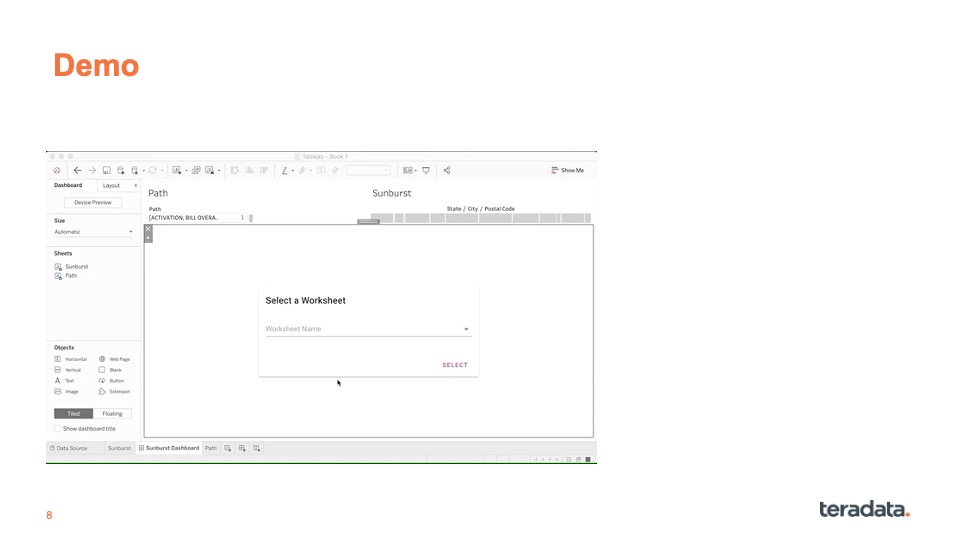 Demo
Tableau - Book 1
Show Me
Dashboard
Layout
Device Preview
Size
Automatic
Sheets
Sunburst
Path
Objects
Horizontal
Web Page
Vertical
Blank
Text
Button
Image
Extension
Tiled
Floating
Show dashboard title
Path
Path
[ACTIVATION, BILL OVERA..
1
Sunburst
State / City / Postal Code
Select a Worksheet
Worksheet Name
SELECT
Data Source
Sunburst
Sunburst Dashboard
Path
8
teradata.